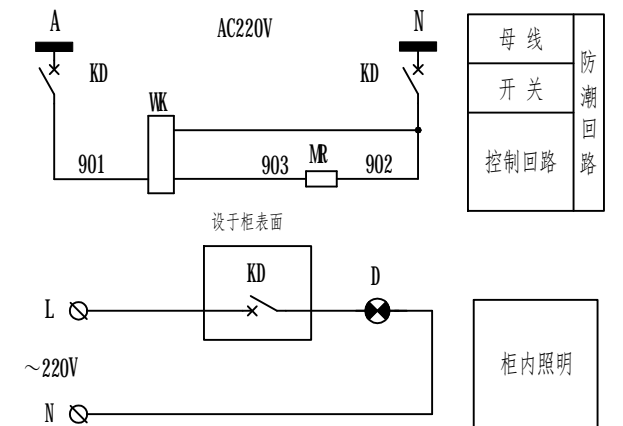 A
AC220V
N
KD
KD
WK
901
903
MR
902
母线
开关
控制回路
防潮回路
设于柜表面
KD
D
L
～220V
N
柜内照明